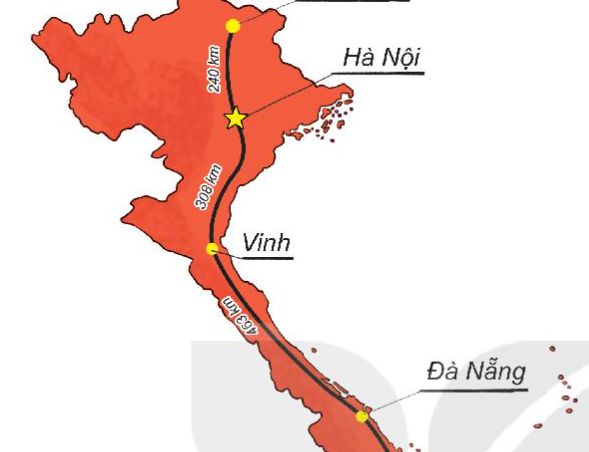 240 km
Hà Nội
308 km
Vinh
463 km
Đà Nẵng